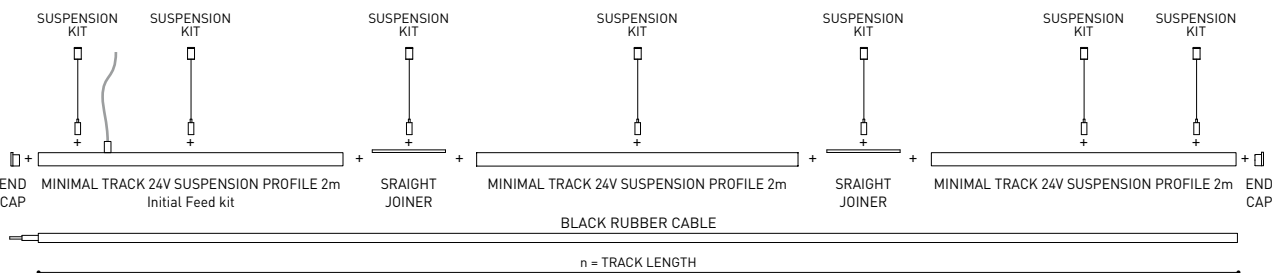 SUSPENSION
KIT
SUSPENSION
KIT
SUSPENSION
KIT
SUSPENSION
KIT
SUSPENSION
KIT
SUSPENSION
KIT
SUSPENSION
KIT
+ + + + + + +
+ + + + + +
END
CAP
MINIMAL TRACK 24V SUSPENSION PROFILE 2m
Initial Feed kit
SRAIGHT
JOINER
MINIMAL TRACK 24V SUSPENSION PROFILE 2m
SRAIGHT
JOINER
MINIMAL TRACK 24V SUSPENSION PROFILE 2m
END
CAP
BLACK RUBBER CABLE
n = TRACK LENGTH